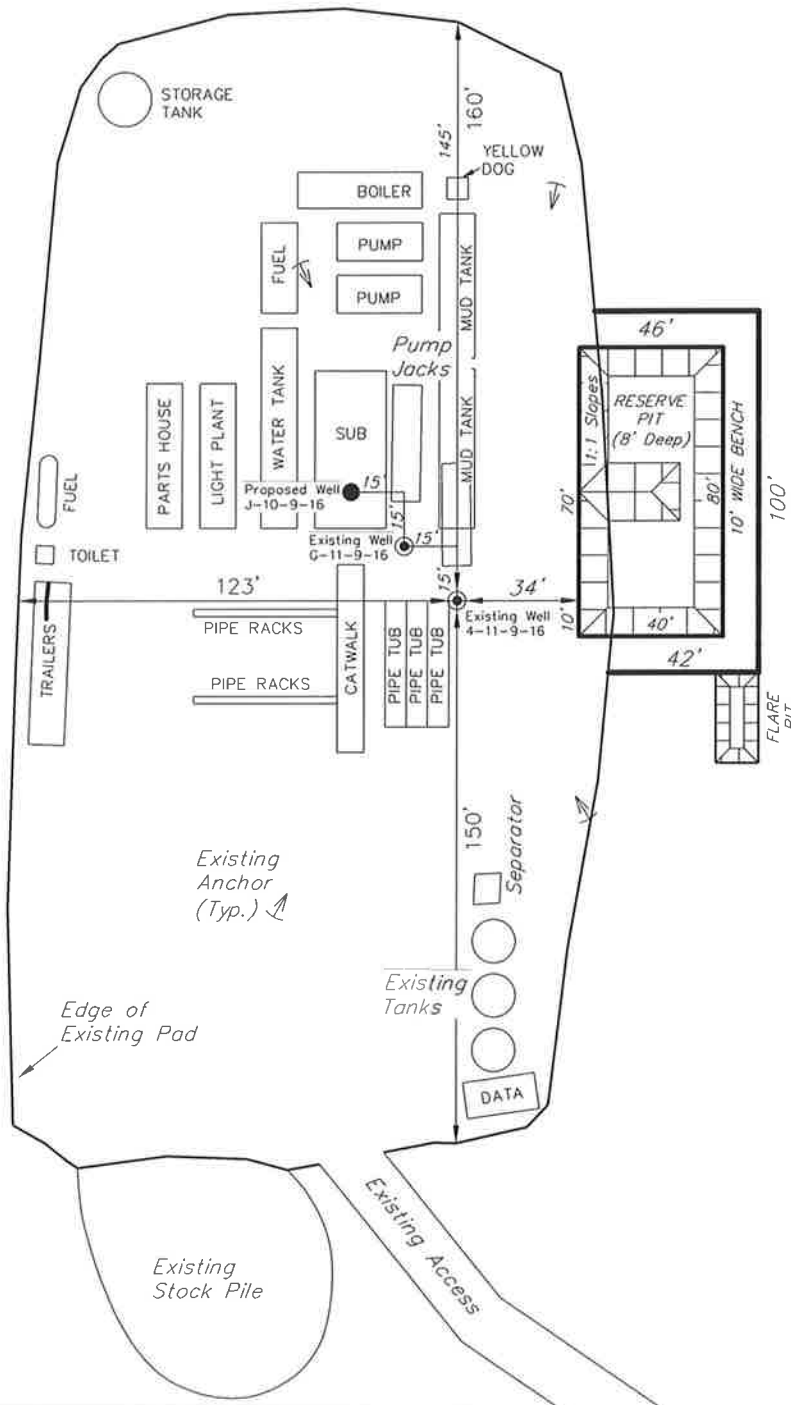 STORAGE
TANK
160'
145'
YELLOW
DOG
BOILER
FUEL
PUMP
PUMP
MUD TANK
Pump
Jacks
46'
1:1 Slopes
RESERVE
PIT
(8' Deep)
PARTS HOUSE
LIGHT PLANT
WATER TANK
SUB
MUD TANK
70'
80'
10' WIDE BENCH
100'
FUEL
Proposed Well
J-10-9-16
15'
15'
Existing Well
G-11-9-16
15'
TOILET
123'
15'
34'
Existing Well
4-11-9-16
10'
40'
42'
TRAILERS
PIPE RACKS
PIPE RACKS
CATWALK
PIPE TUB
PIPE TUB
PIPE TUB
FLARE
PIT
150'
Separator
Existing
Anchor
(Typ.)
Existing
Tanks
Edge of
Existing Pad
DATA
Existing Access
Existing
Stock Pile